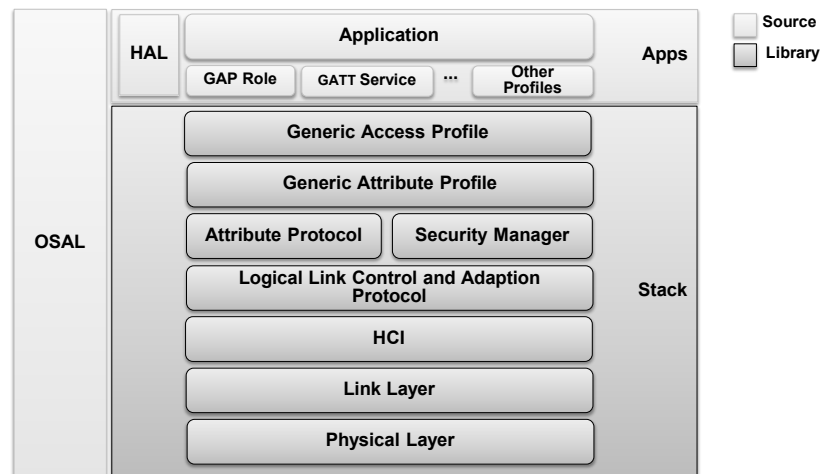 Source
Library
HAL
Application
Apps
GAP Role
GATT Service
...
Other
Profiles
Generic Access Profile
Generic Attribute Profile
OSAL
Attribute Protocol
Security Manager
Logical Link Control and Adaption
Protocol
Stack
HCI
Link Layer
Physical Layer